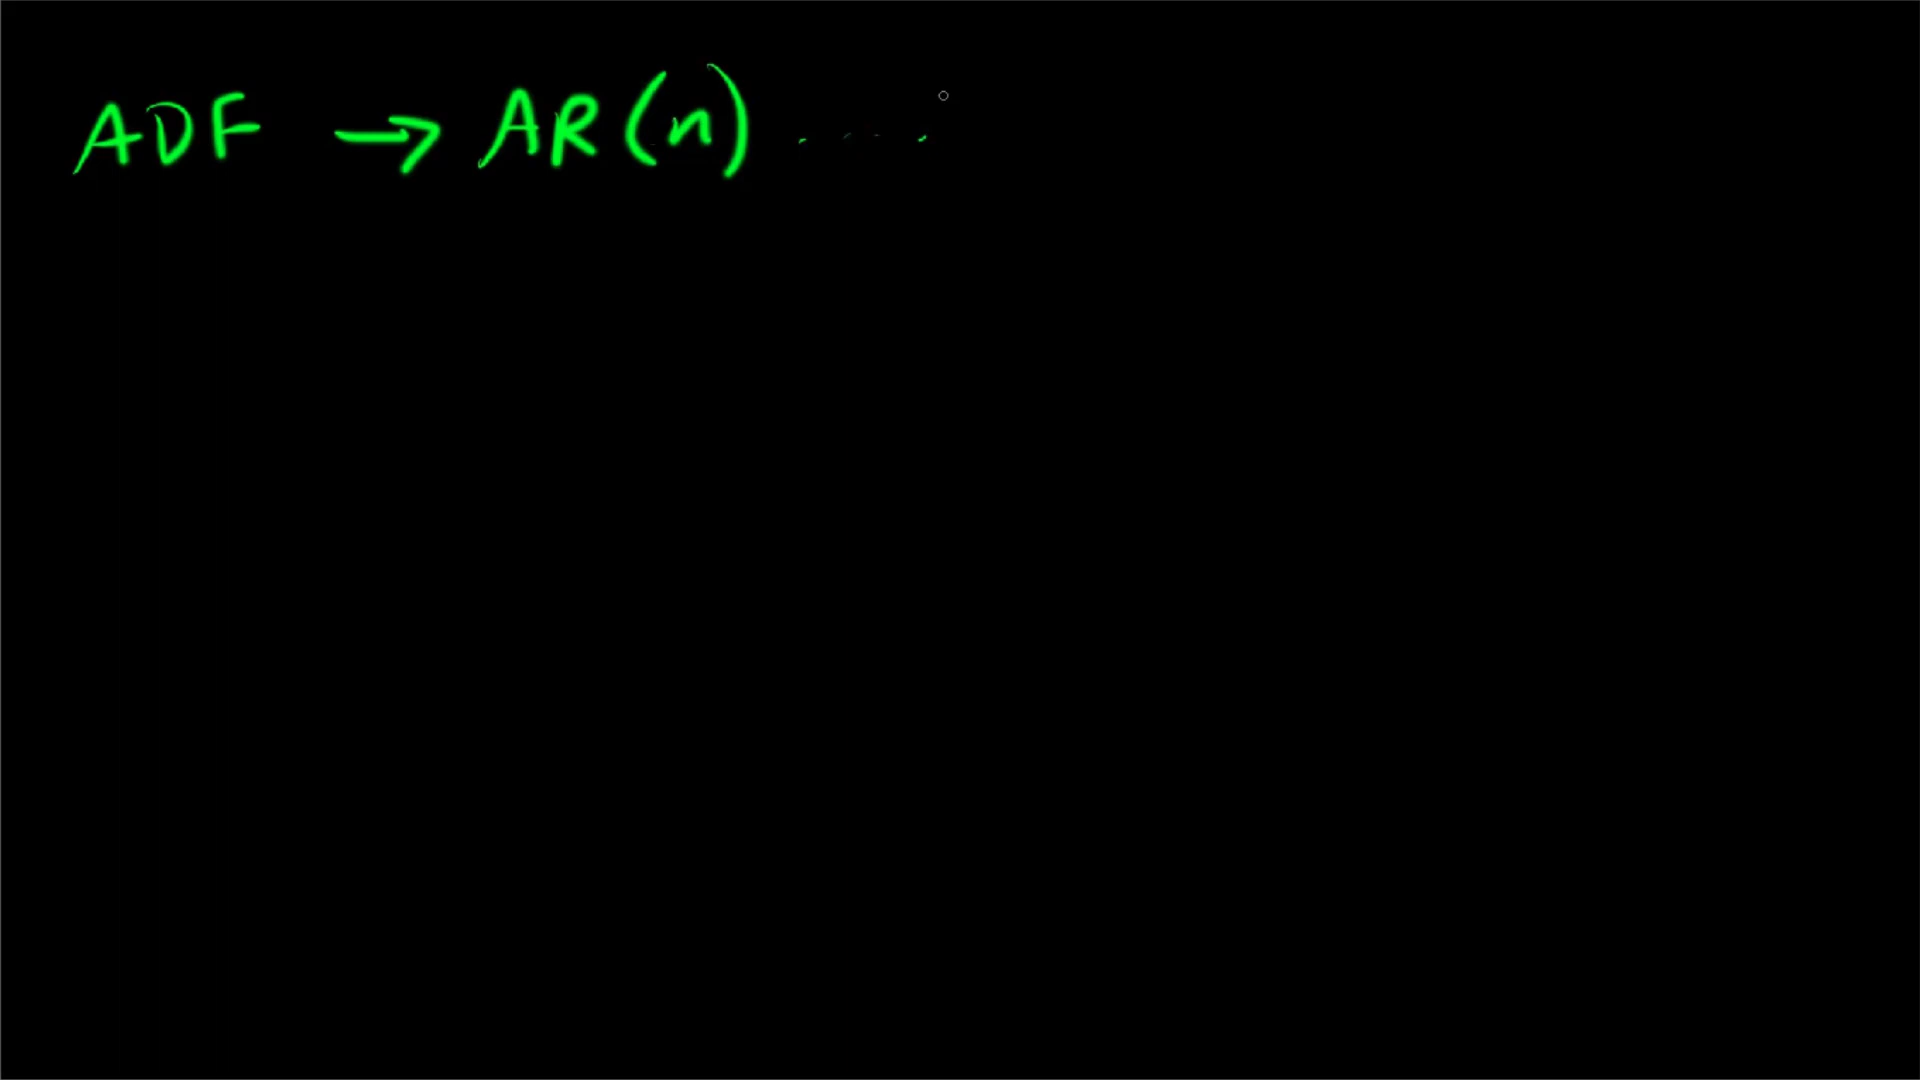 ADF → AR(n) ....